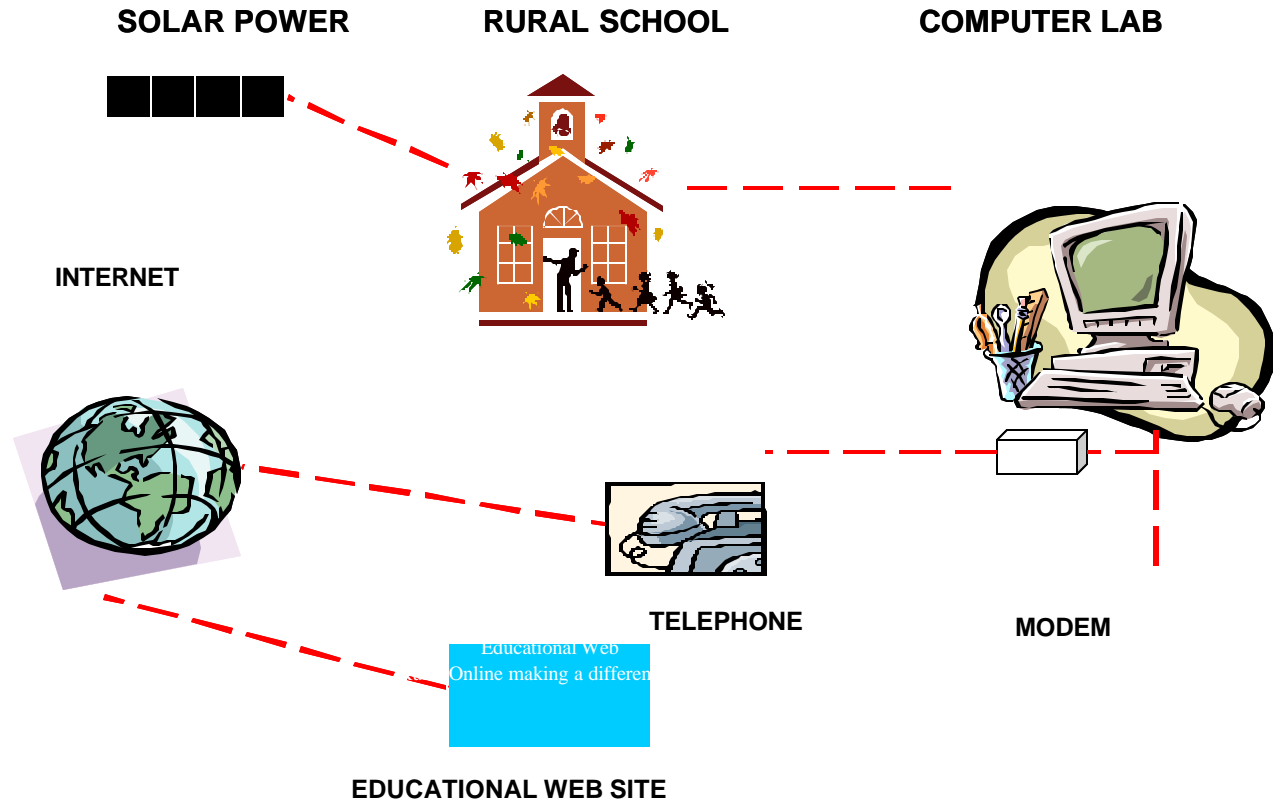 SOLAR POWER
RURAL SCHOOL
COMPUTER LAB
INTERNET
TELEPHONE
MODEM
Educational Web
Online making a differen
EDUCATIONAL WEB SITE